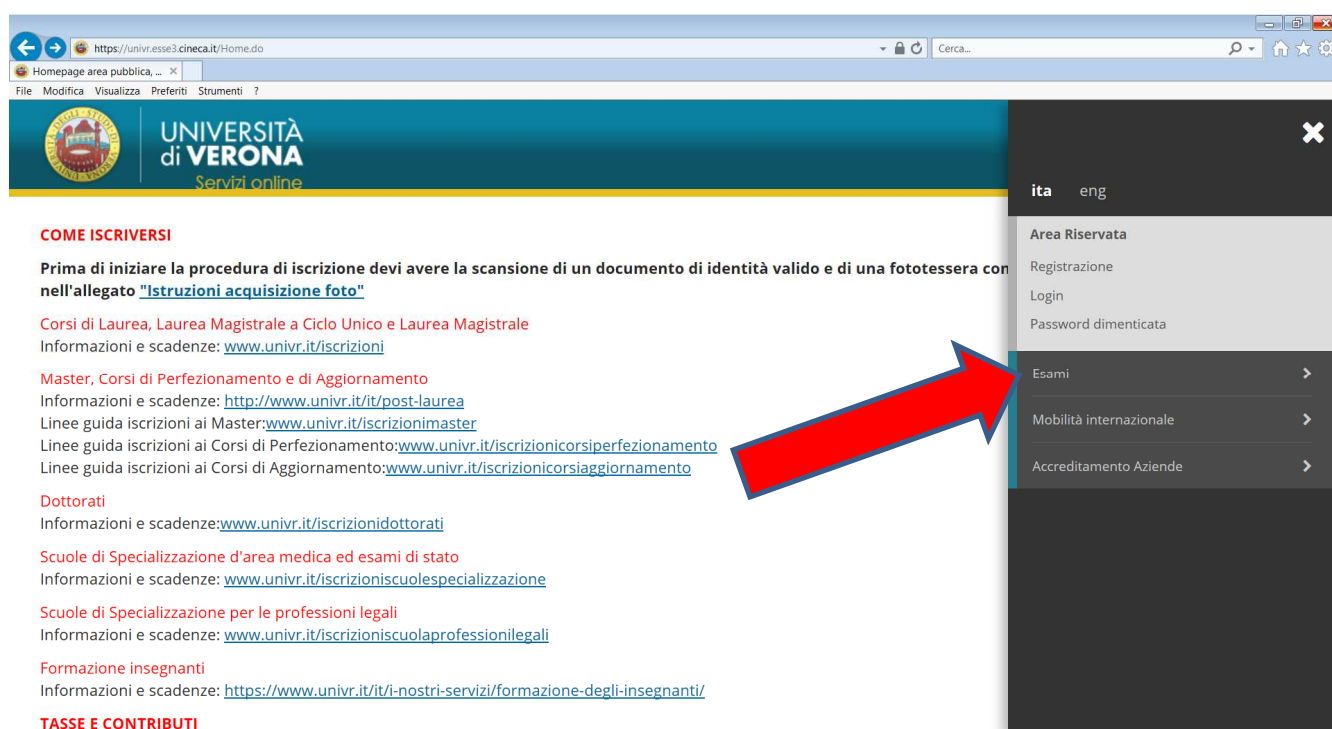 https://univr.esse3.cineca.it/Home.do
Cerca...
Homepage area pubblica, ...
File Modifica Visualizza Preferiti Strumenti ?
DEGLI STUDI DI VERONA
UNIVERSITÀ
di VERONA
Servizi online
COME ISCRIVERSI
Prima di iniziare la procedura di iscrizione devi avere la scansione di un documento di identità valido e di una fototessera con
nell'allegato "Istruzioni acquisizione foto"
Corsi di Laurea, Laurea Magistrale a Ciclo Unico e Laurea Magistrale
Informazioni e scadenze: www.univr.it/iscrizioni
Master, Corsi di Perfezionamento e di Aggiornamento
Informazioni e scadenze: http://www.univr.it/it/post-laurea
Linee guida iscrizioni ai Master:www.univr.it/iscrizionimaster
Linee guida iscrizioni ai Corsi di Perfezionamento:www.univr.it/iscrizionicorsiperfezionamento
Linee guida iscrizioni ai Corsi di Aggiornamento:www.univr.it/iscrizionicorsiaggiornamento
Dottorati
Informazioni e scadenze:www.univr.it/iscrizionidottorati
Scuole di Specializzazione d'area medica ed esami di stato
Informazioni e scadenze: www.univr.it/iscrizioniscuolespecializzazione
Scuole di Specializzazione per le professioni legali
Informazioni e scadenze: www.univr.it/iscrizioniscuolaprofessionilegali
Formazione insegnanti
Informazioni e scadenze: https://www.univr.it/it/i-nostri-servizi/formazione-degli-insegnanti/
TASSE E CONTRIBUTI
ita eng
Area Riservata
Registrazione
Login
Password dimenticata
Esami
Mobilità internazionale
Accreditamento Aziende